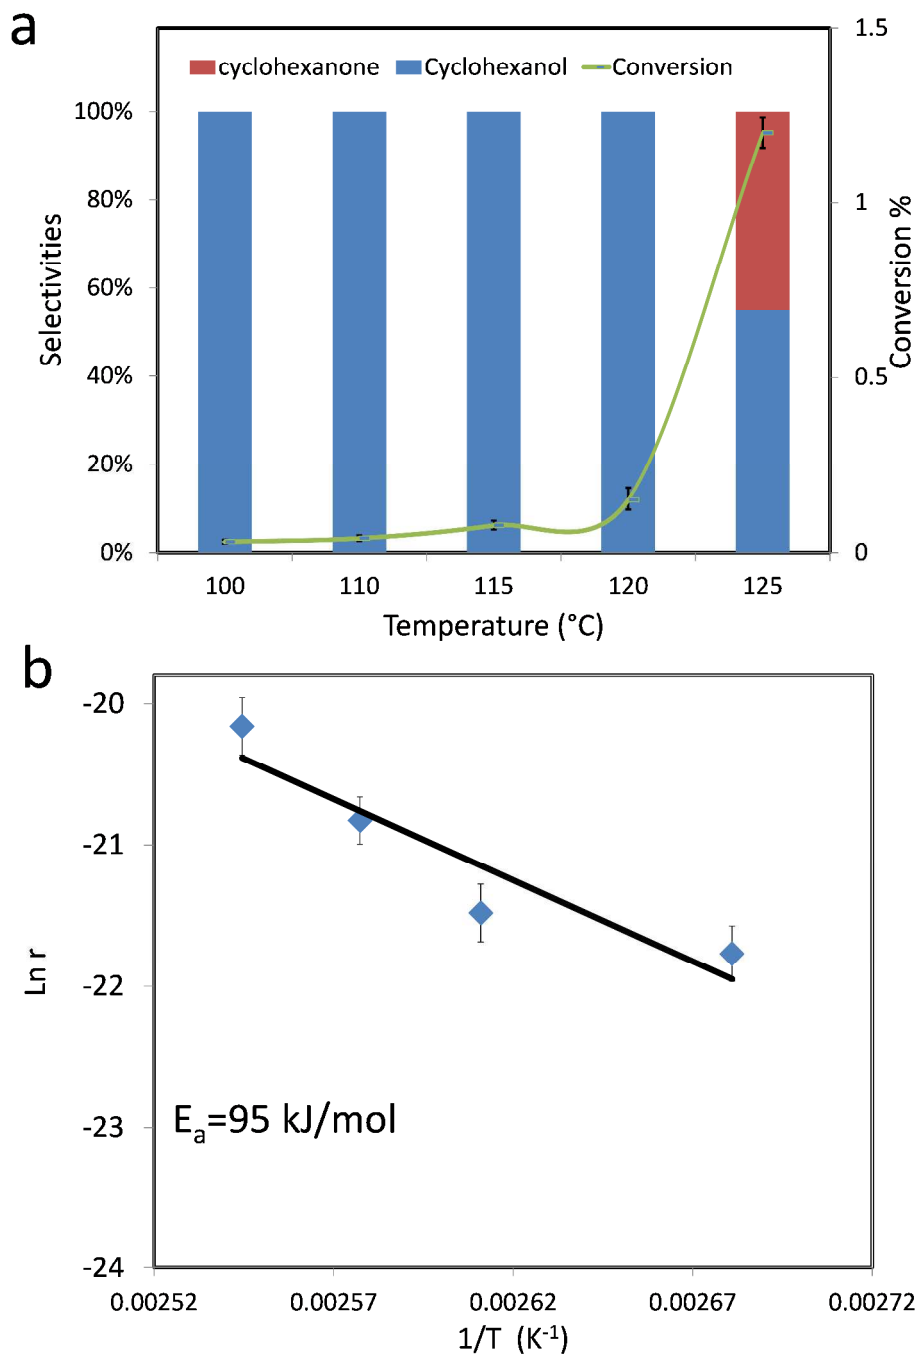 a
cyclohexanone Cyclohexanol Conversion
1.5
100%
80%
60%
40%
20%
0%
Selectivities
1
0.5
0
Conversion %
100 110 115 120 125
Temperature (°C)
b
-20
-21
-22
-23
-24
Ln r
Ea=95 kJ/mol
0.00252 0.00257 0.00262 0.00267 0.00272
1/T (K-1)